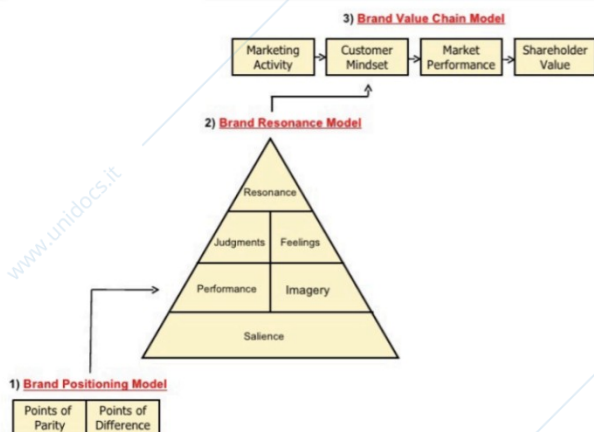 3) Brand Value Chain Model
Marketing Activity
Customer Mindset
Market Performance
Shareholder Value
2) Brand Resonance Model
Resonance
Judgments
Feelings
Performance
Imagery
Salience
www.unidocs.it
1) Brand Positioning Model
Points of Parity
Points of Difference